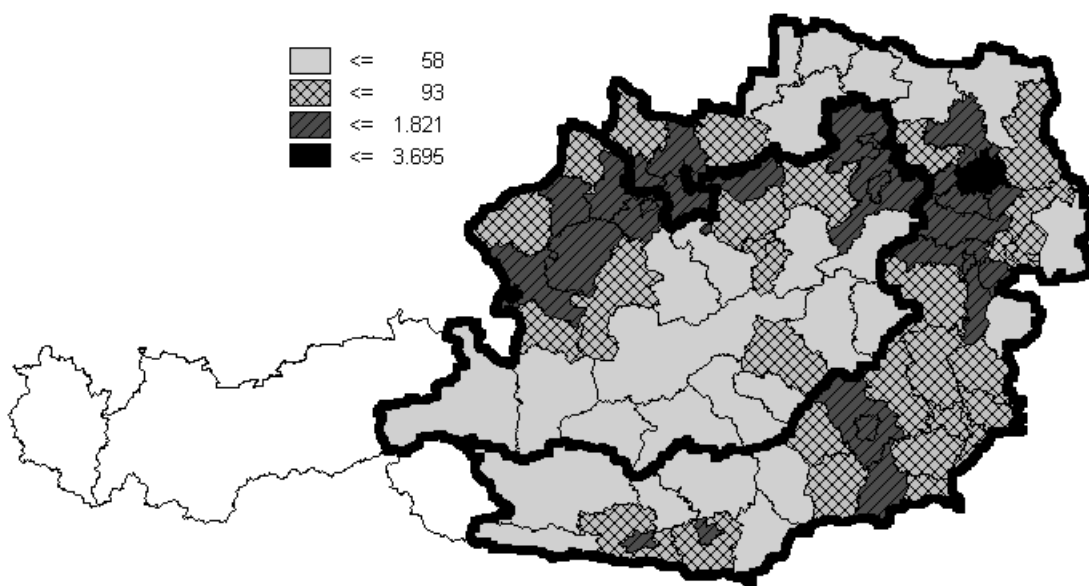 <= 58
<= 93
<= 1.821
<= 3.695